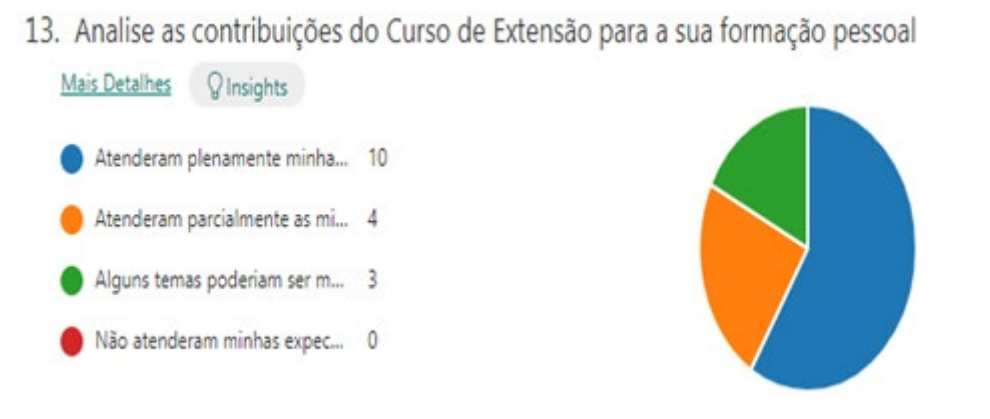 13. Analise as contribuições do Curso de Extensão para a sua formação pessoal
Mais Detalhes Insights
Atenderam plenamente minha... 10
Atenderam parcialmente as mi... 4
Alguns temas poderiam ser m... 3
Não atenderam minhas expec... 0